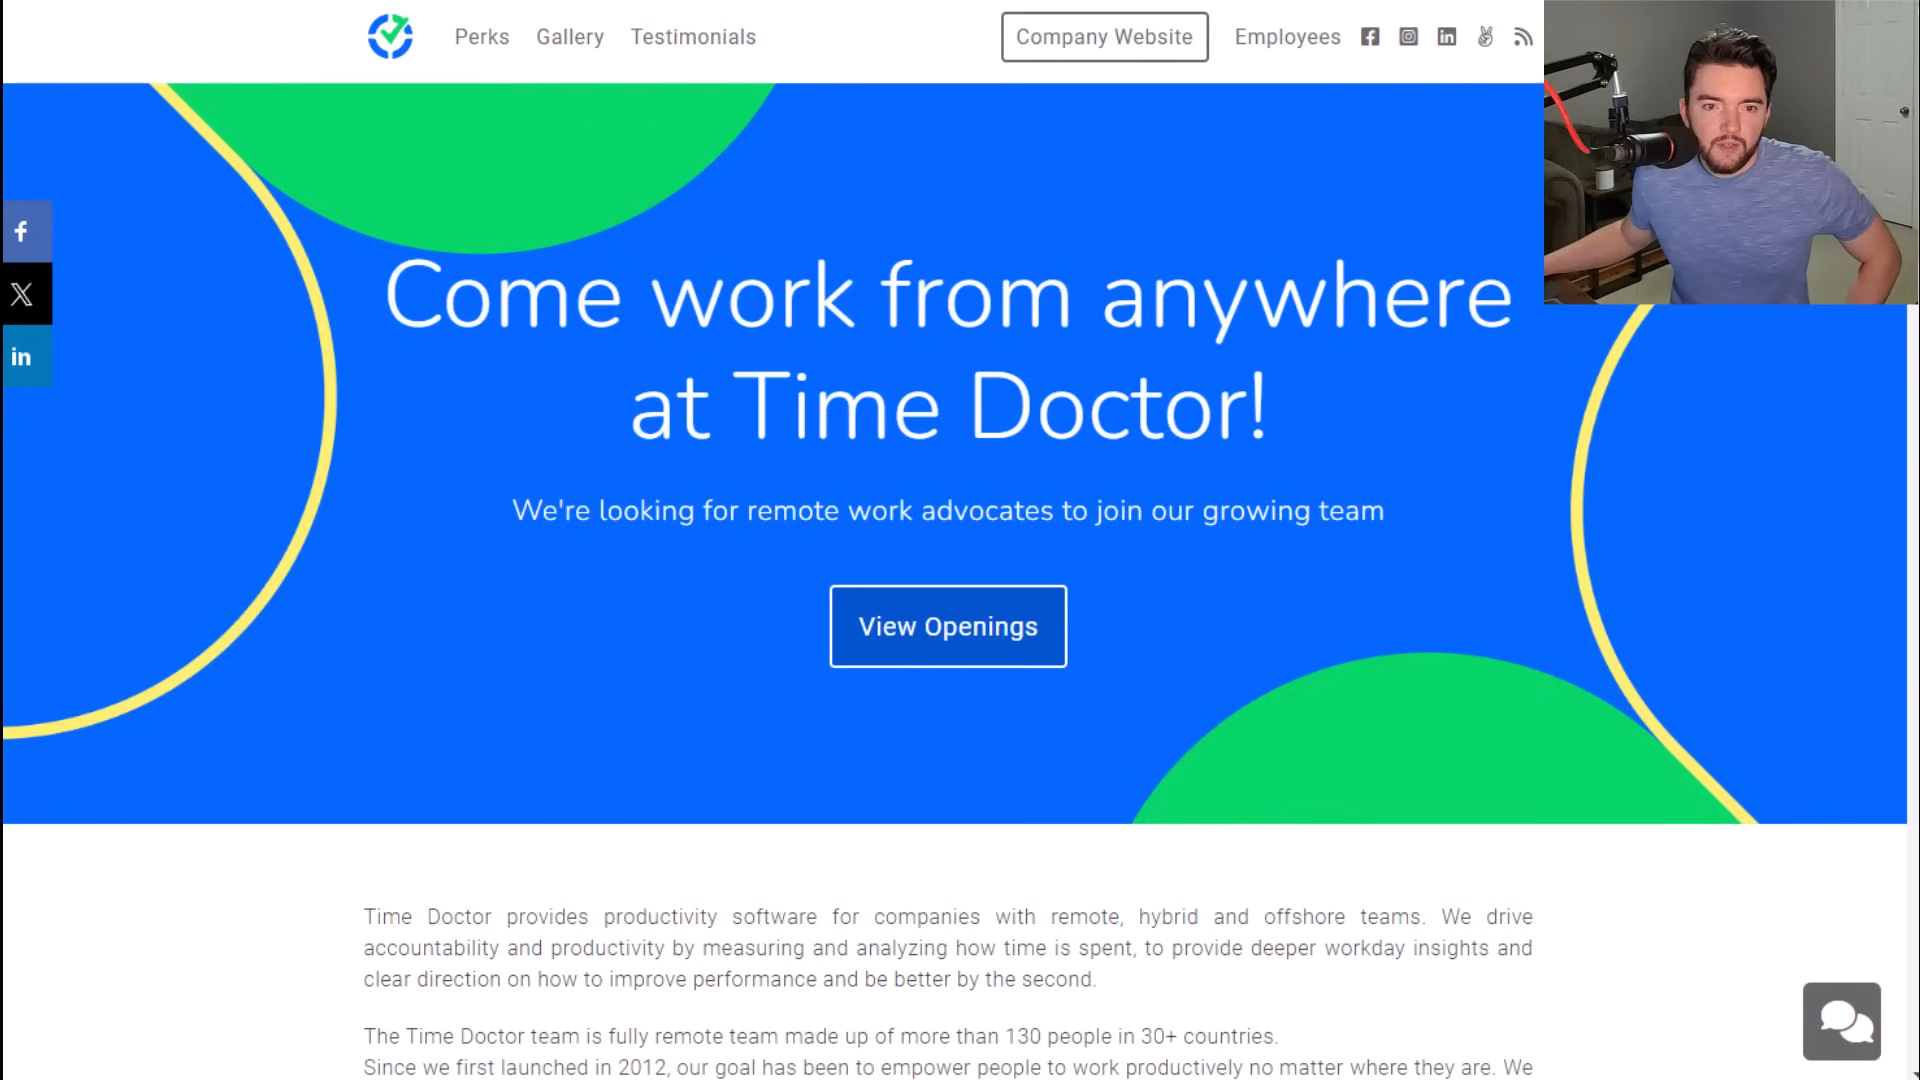 Perks Gallery Testimonials Company Website Employees
Come work from anywhere
at Time Doctor!
We're looking for remote work advocates to join our growing team
View Openings
Time Doctor provides productivity software for companies with remote, hybrid and offshore teams. We drive
accountability and productivity by measuring and analyzing how time is spent, to provide deeper workday insights and
clear direction on how to improve performance and be better by the second.
The Time Doctor team is fully remote team made up of more than 130 people in 30+ countries.
Since we first launched in 2012, our goal has been to empower people to work productively no matter where they are. We